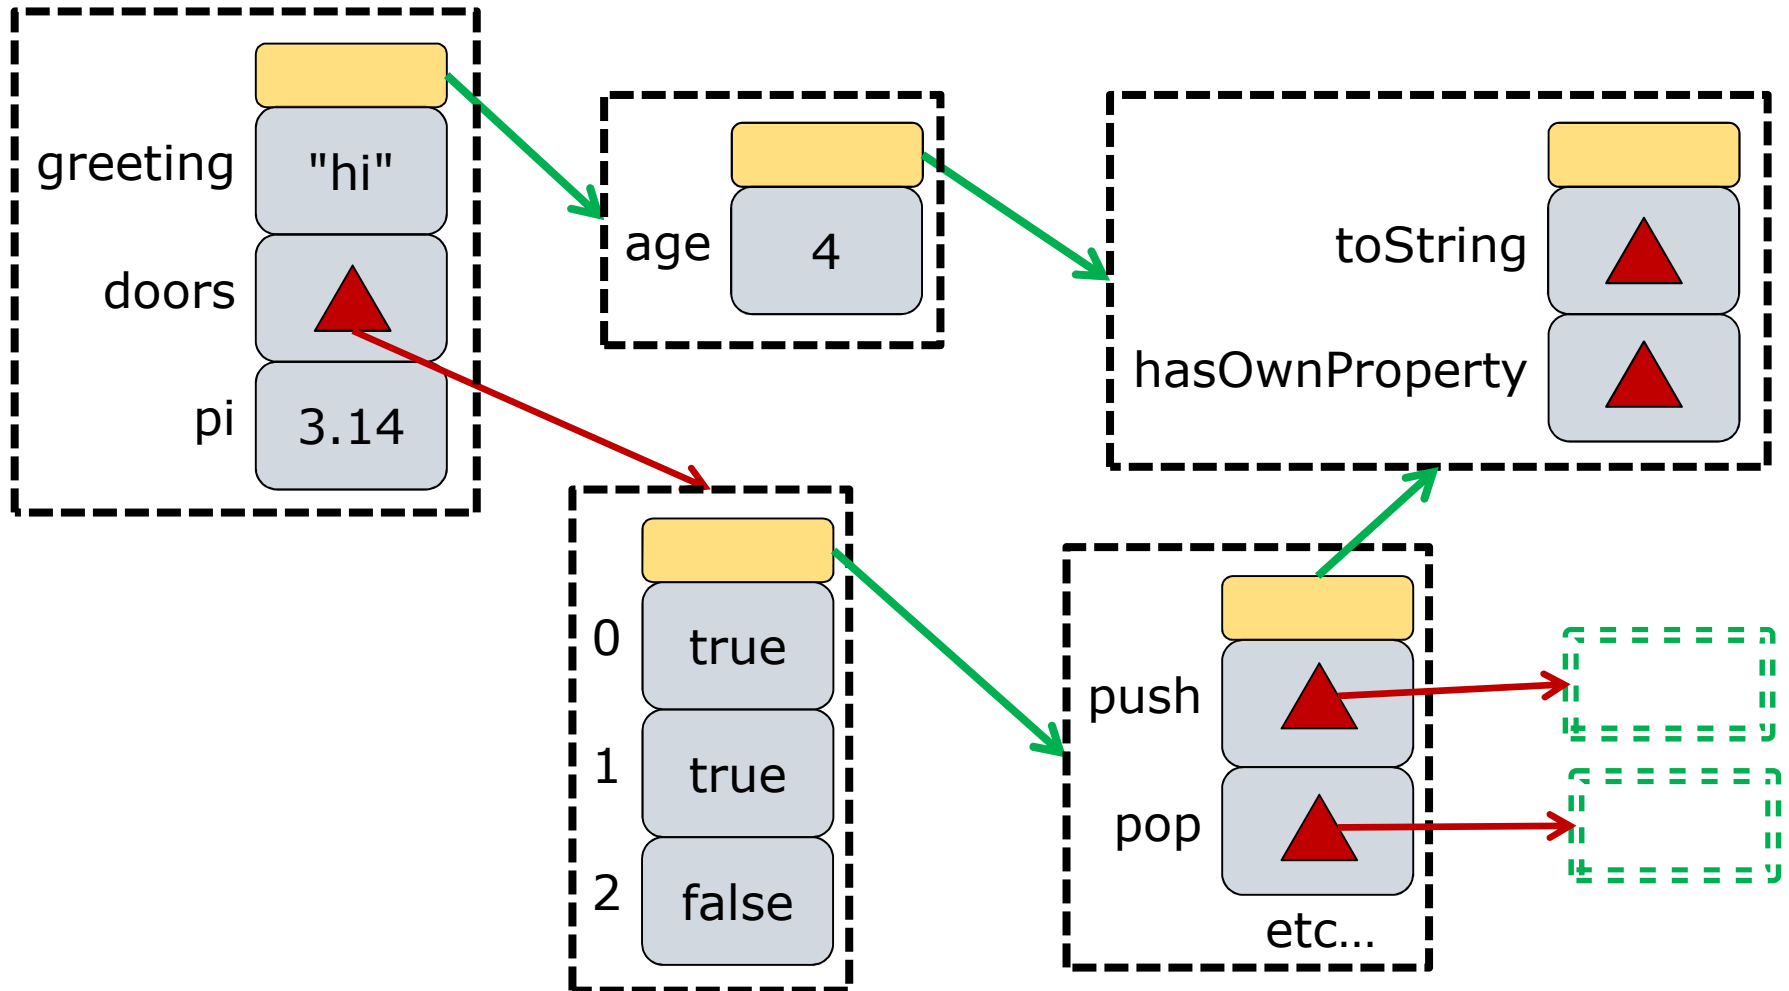 greeting "hi"
doors
pi 3.14
age 4
toString
hasOwnProperty
0 true
1 true
2 false
push
pop
etc...